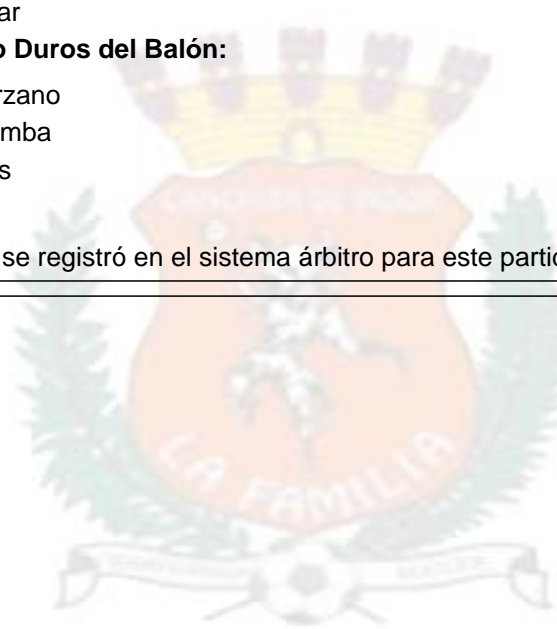 ar
o Duros del Balón:
rzano
mba
s
se registró en el sistema árbitro para este partic
LA FAMILIA